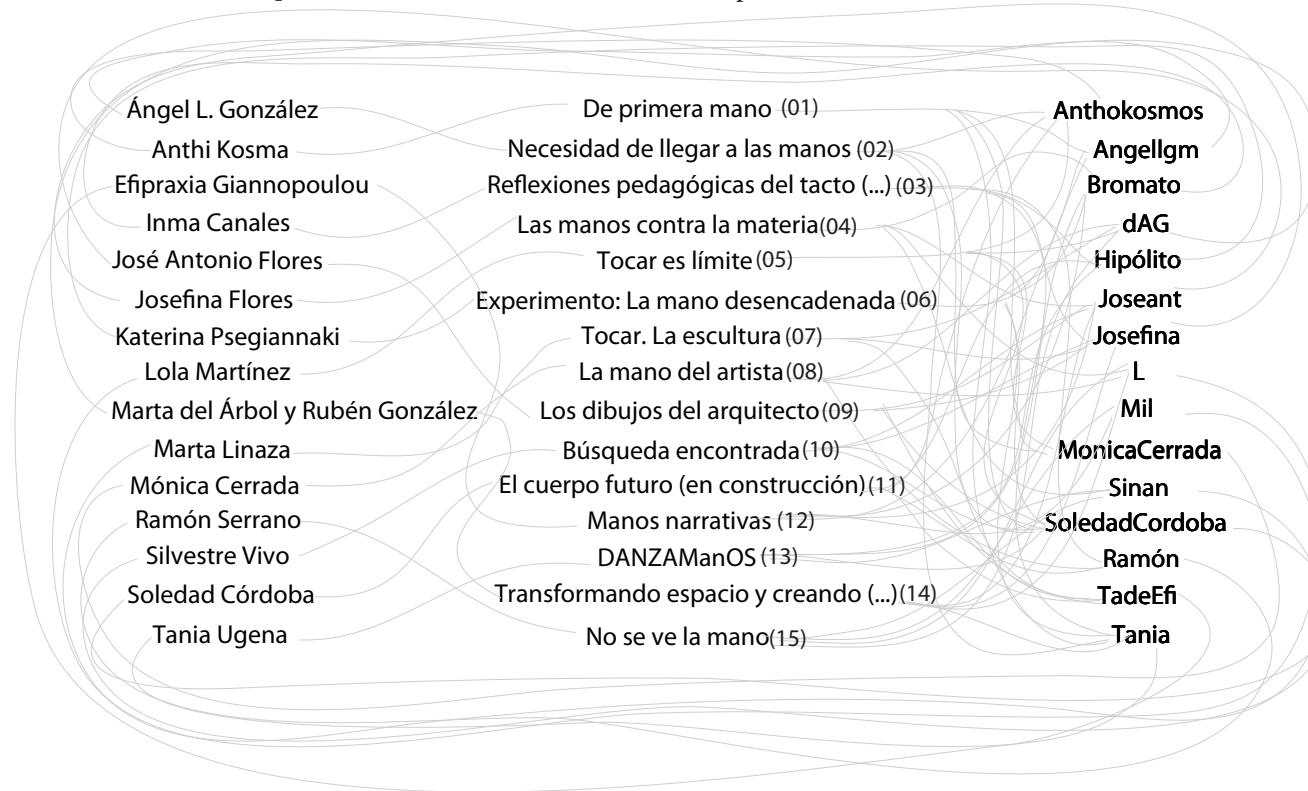 Ángel L. González
Anthi Kosma
Efipraxia Giannopoulou
Inma Canales
José Antonio Flores
Josefina Flores
Katerina Psegiannaki
Lola Martínez
Marta del Árbol y Rubén González
Marta Linaza
Mónica Cerrada
Ramón Serrano
Silvestre Vivo
Soledad Córdoba
Tania Ugena
De primera mano (01)
Necesidad de llegar a las manos (02)
Reflexiones pedagógicas del tacto (...) (03)
Las manos contra la materia (04)
Tocar es límite (05)
Experimento: La mano desencadenada (06)
Tocar. La escultura (07)
La mano del artista (08)
Los dibujos del arquitecto (09)
Búsqueda encontrada (10)
El cuerpo futuro (en construcción) (11)
Manos narrativas (12)
DANZAManOS (13)
Transformando espacio y creando (...) (14)
No se ve la mano (15)
Anthokosmos
Angellgm
Bromato
dAG
Hipólito
Joseant
Josefina
L
Mil
MonicaCerrada
Sinan
SoledadCordoba
Ramón
TadeEfi
Tania